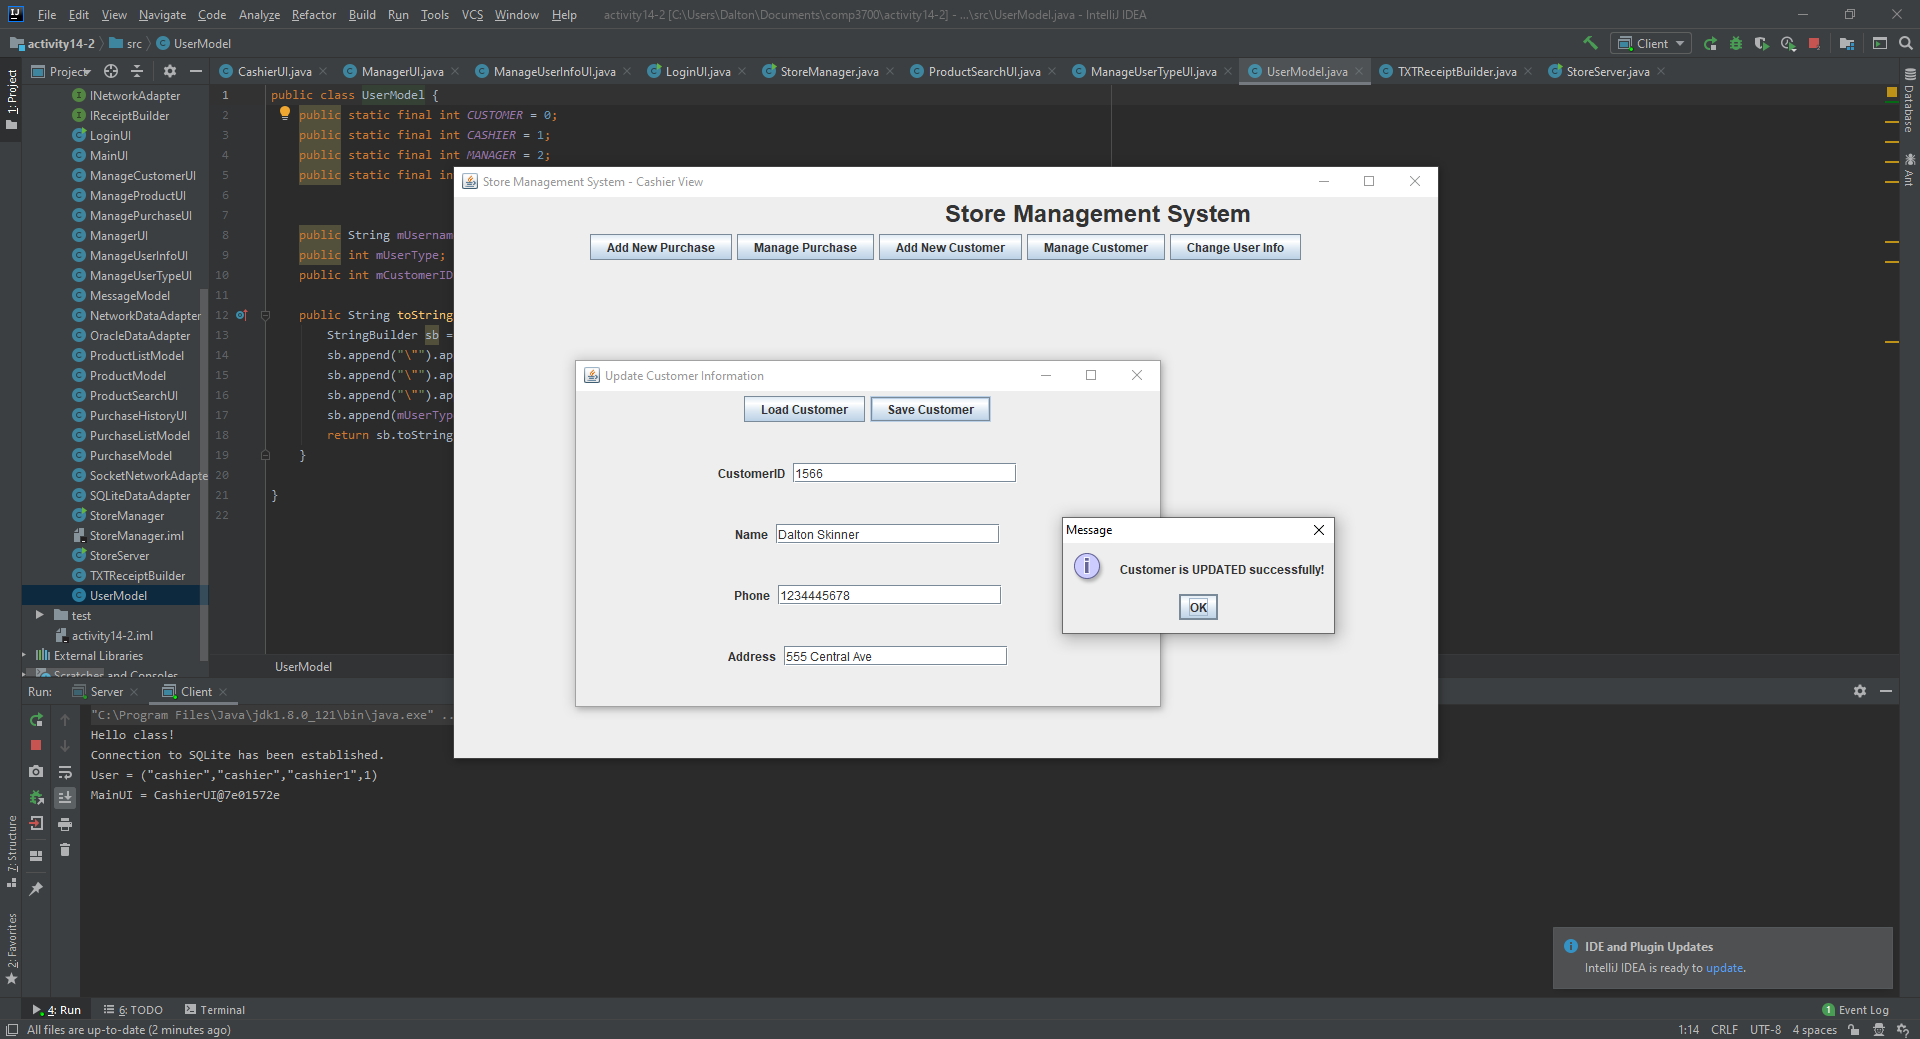 File Edit View Navigate Code Analyze Refactor Build Run Tools VCS Window Help activity14-2 [C:\Users\Dalton\Documents\comp3700\activity14-2] - ...\src\UserModel.java - IntelliJ IDEA
activity14-2 src UserModel Client
Project CashierUI.java ManagerUI.java ManageUserInfoUI.java LoginUI.java StoreManager.java ProductSearchUI.java ManageUserTypeUI.java UserModel.java TXTReceiptBuilder.java StoreServer.java
1: Project
Database
Ant
7: Structure
2: Favorites
INetworkAdapter
IReceiptBuilder
LoginUI
MainUI
ManageCustomerUI
ManageProductUI
ManagePurchaseUI
ManagerUI
ManageUserInfoUI
ManageUserTypeUI
MessageModel
NetworkDataAdapter
OracleDataAdapter
ProductListModel
ProductModel
ProductSearchUI
PurchaseHistoryUI
PurchaseListModel
PurchaseModel
SocketNetworkAdapte
SQLiteDataAdapter
StoreManager
StoreManager.iml
StoreServer
TXTReceiptBuilder
UserModel
test
activity14-2.iml
External Libraries
Scratches and Consoles
1 public class UserModel {
2 public static final int CUSTOMER = 0;
3 public static final int CASHIER = 1;
4 public static final int MANAGER = 2;
5 public static final in
6
7
8 public String mUsernam
9 public int mUserType;
10 public int mCustomerID
11
12 public String toString
13 StringBuilder sb =
14 sb.append("\"").ap
15 sb.append("\"").ap
16 sb.append("\"").ap
17 sb.append(mUserTyp
18 return sb.toString
19 }
20
21 }
22
UserModel
Store Management System - Cashier View
Store Management System
Add New Purchase Manage Purchase Add New Customer Manage Customer Change User Info
Update Customer Information
Load Customer Save Customer
CustomerID 1566
Name Dalton Skinner
Phone 1234445678
Address 555 Central Ave
Message
Customer is UPDATED successfully!
OK
Run: Server Client
"C:\Program Files\Java\jdk1.8.0_121\bin\java.exe" ..
Hello class!
Connection to SQLite has been established.
User = ("cashier","cashier","cashier1",1)
MainUI = CashierUI@7e01572e
IDE and Plugin Updates
IntelliJ IDEA is ready to update.
4: Run 6: TODO Terminal 1 Event Log
All files are up-to-date (2 minutes ago) 1:14 CRLF UTF-8 4 spaces